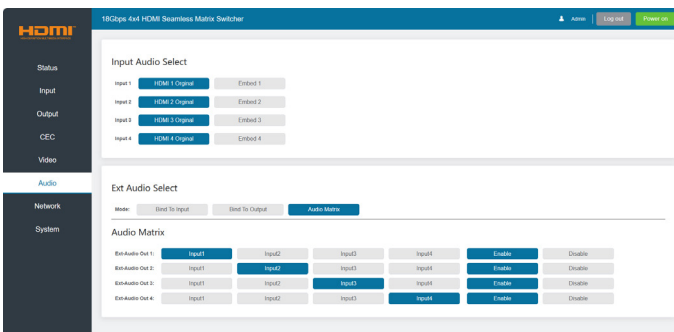 HDMI
18Gbps 4x4 HDMI Seamless Matrix Switcher
Admin
Log out
Power on
Status
Input
Output
CEC
Video
Audio
Network
System
Input Audio Select
Input 1 HDMI 1 Orginal Embed 1
Input 2 HDMI 2 Orginal Embed 2
Input 3 HDMI 3 Orginal Embed 3
Input 4 HDMI 4 Orginal Embed 4
Ext Audio Select
Mode: Bind To Input Bind To Output Audio Matrix
Audio Matrix
Ext-Audio Out 1: Input1 Input2 Input3 Input4 Enable Disable
Ext-Audio Out 2: Input1 Input2 Input3 Input4 Enable Disable
Ext-Audio Out 3: Input1 Input2 Input3 Input4 Enable Disable
Ext-Audio Out 4: Input1 Input2 Input3 Input4 Enable Disable